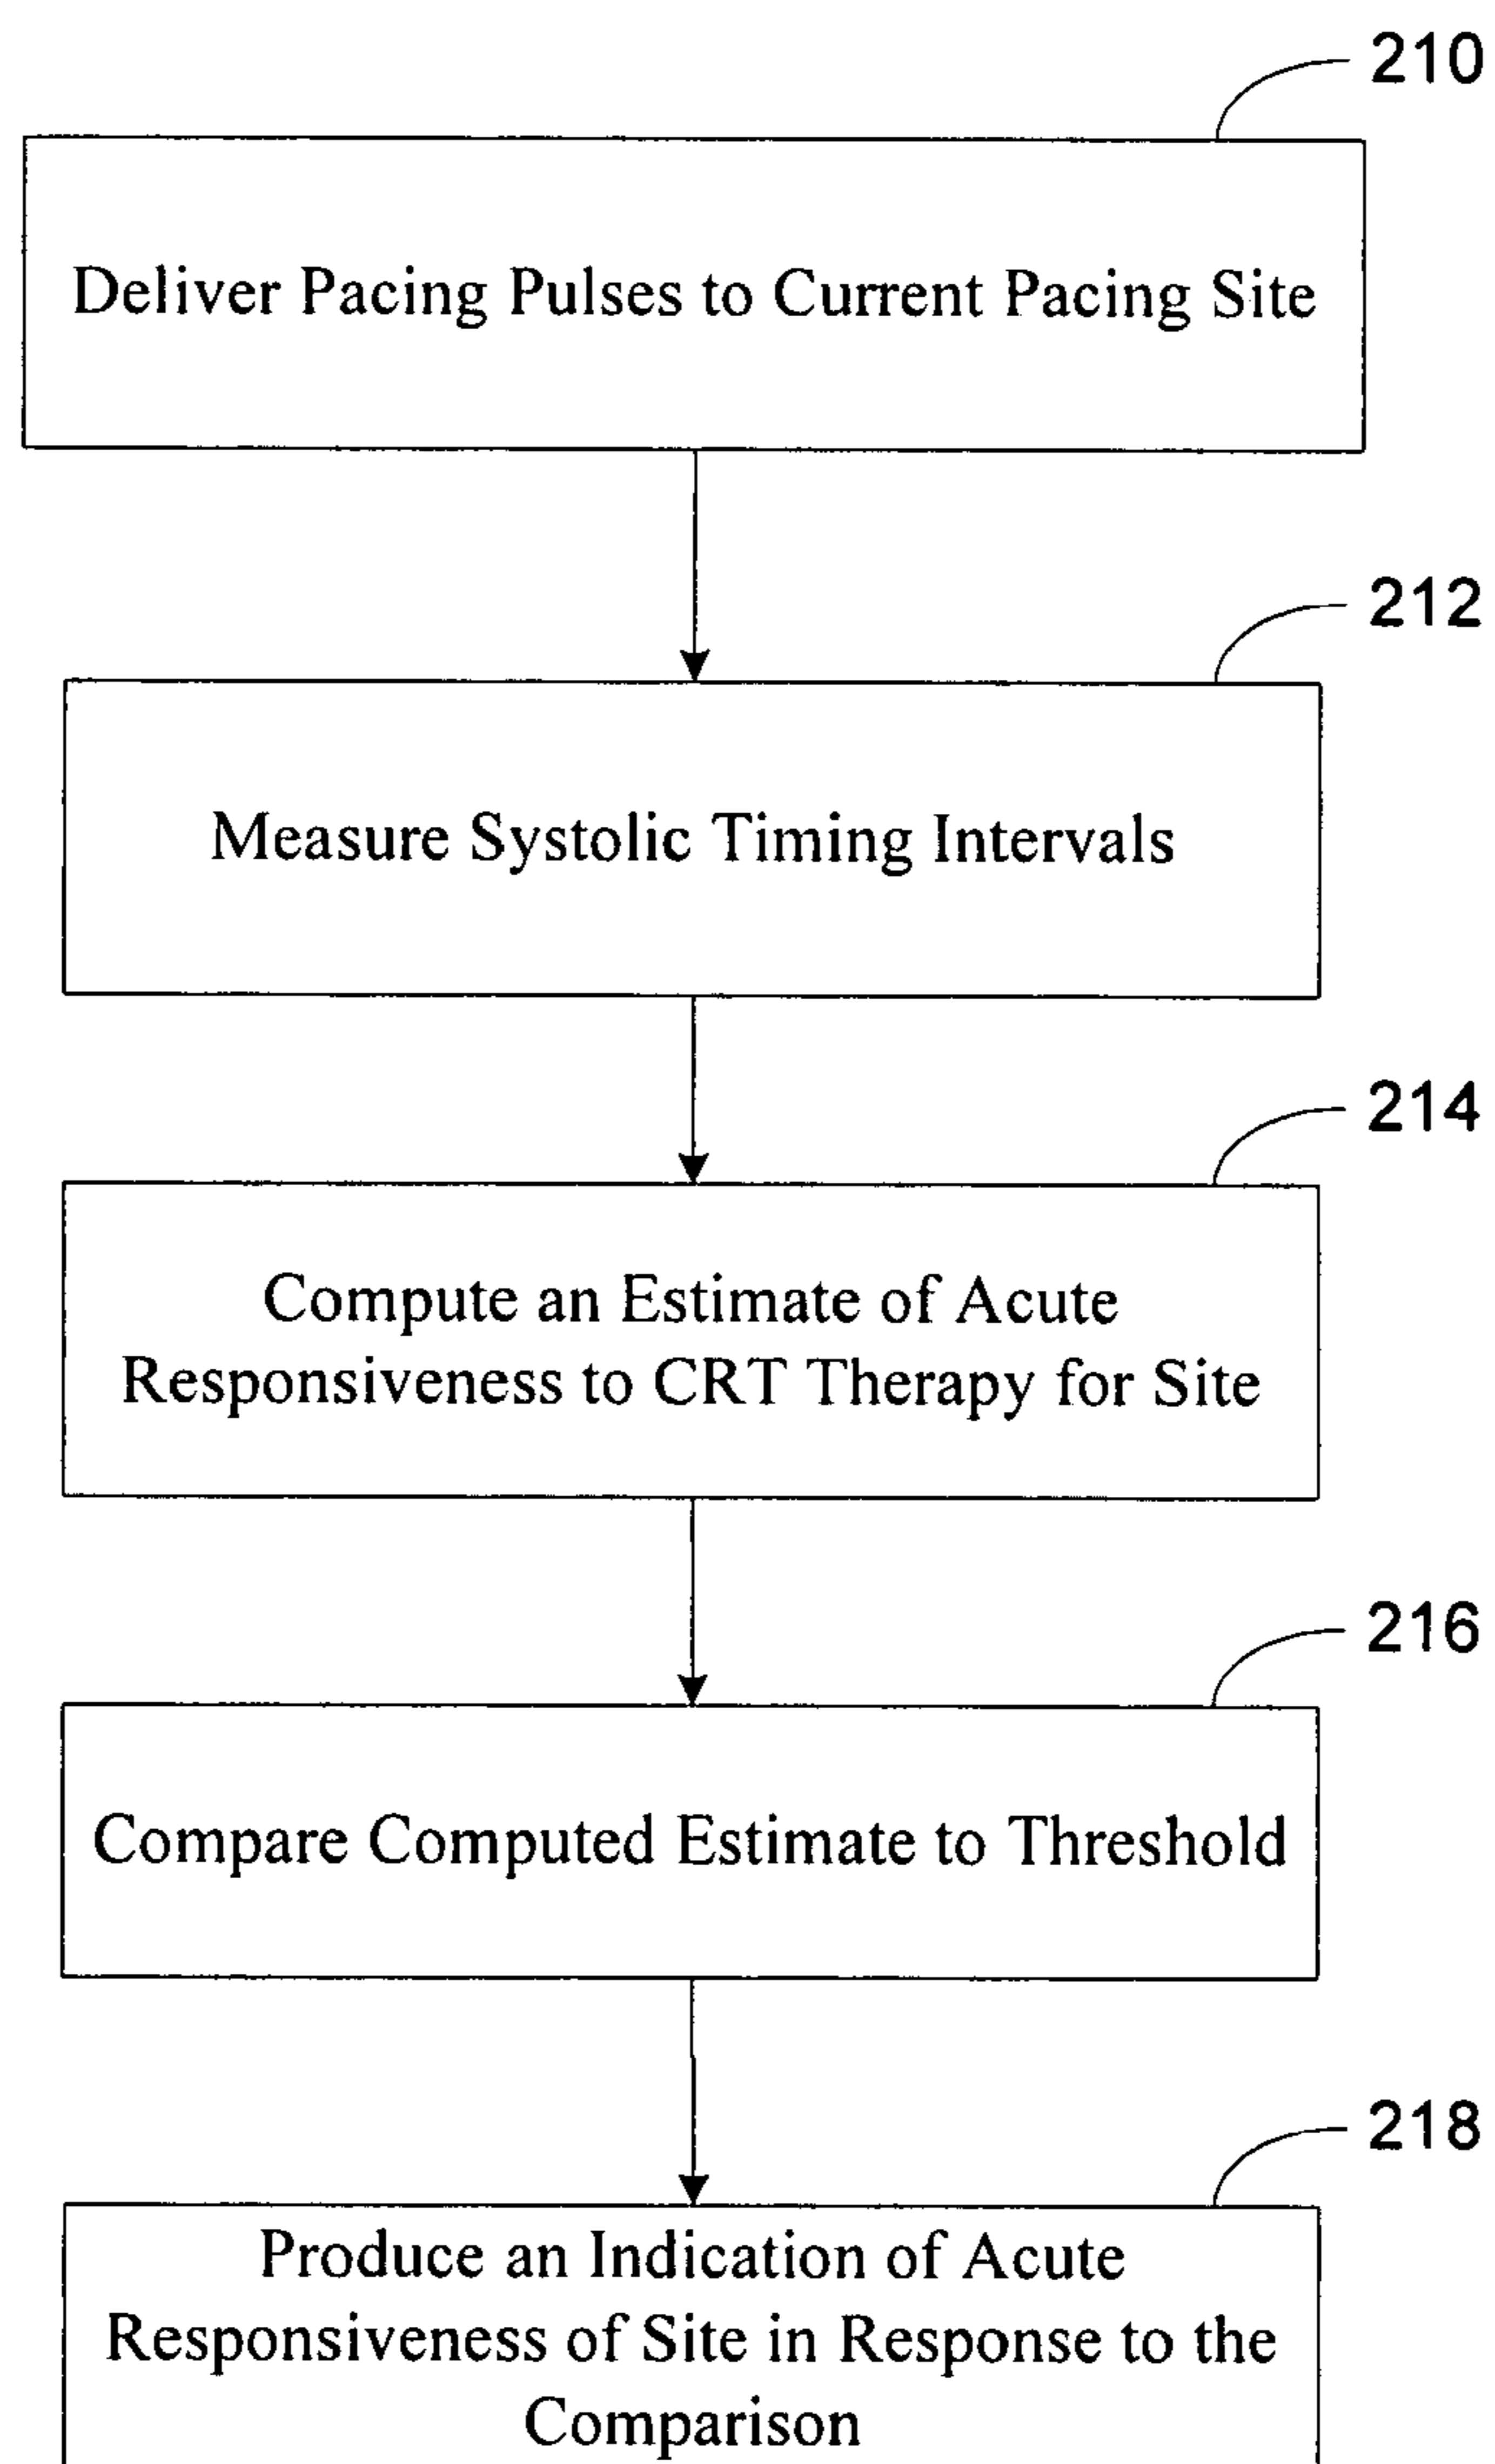 210
Deliver Pacing Pulses to Current Pacing Site
212
Measure Systolic Timing Intervals
214
Compute an Estimate of Acute
Responsiveness to CRT Therapy for Site
216
Compare Computed Estimate to Threshold
218
Produce an Indication of Acute
Responsiveness of Site in Response to the
Comparison